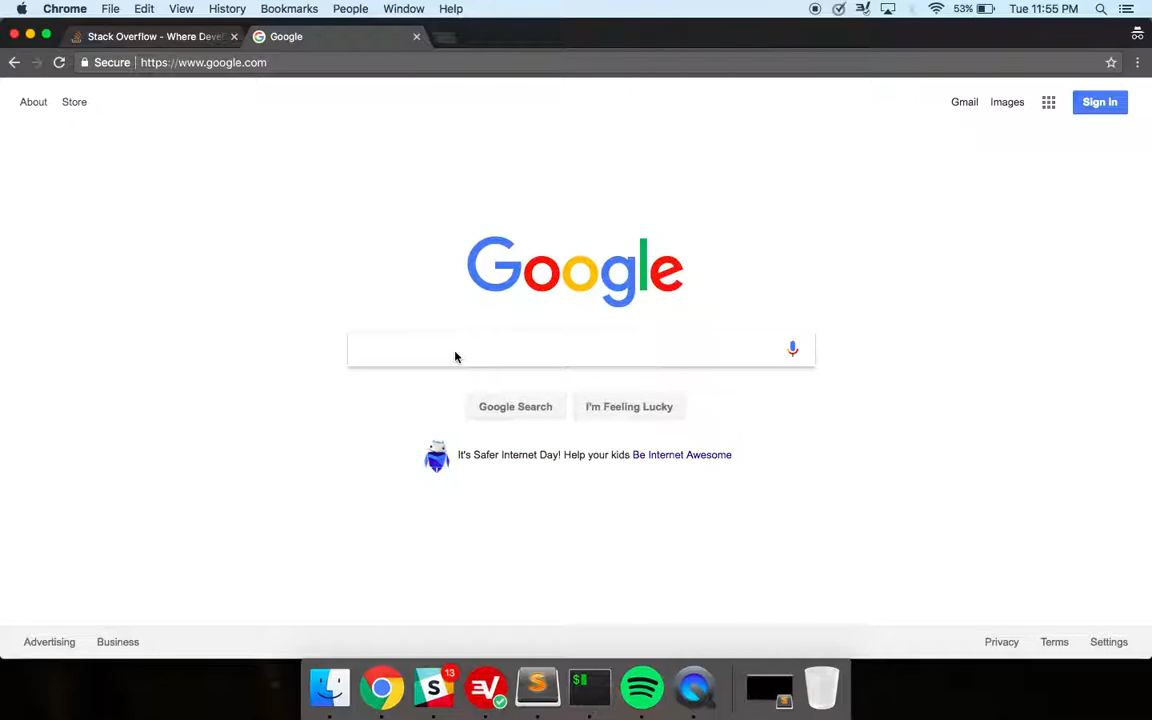 Chrome File Edit View History Bookmarks People Window Help 53% Tue 11:55 PM
Stack Overflow - Where Devel Google
Secure https://www.google.com
About Store Gmail Images Sign In
Google
Google Search I'm Feeling Lucky
It's Safer Internet Day! Help your kids Be Internet Awesome
Advertising Business Privacy Terms Settings
13
$